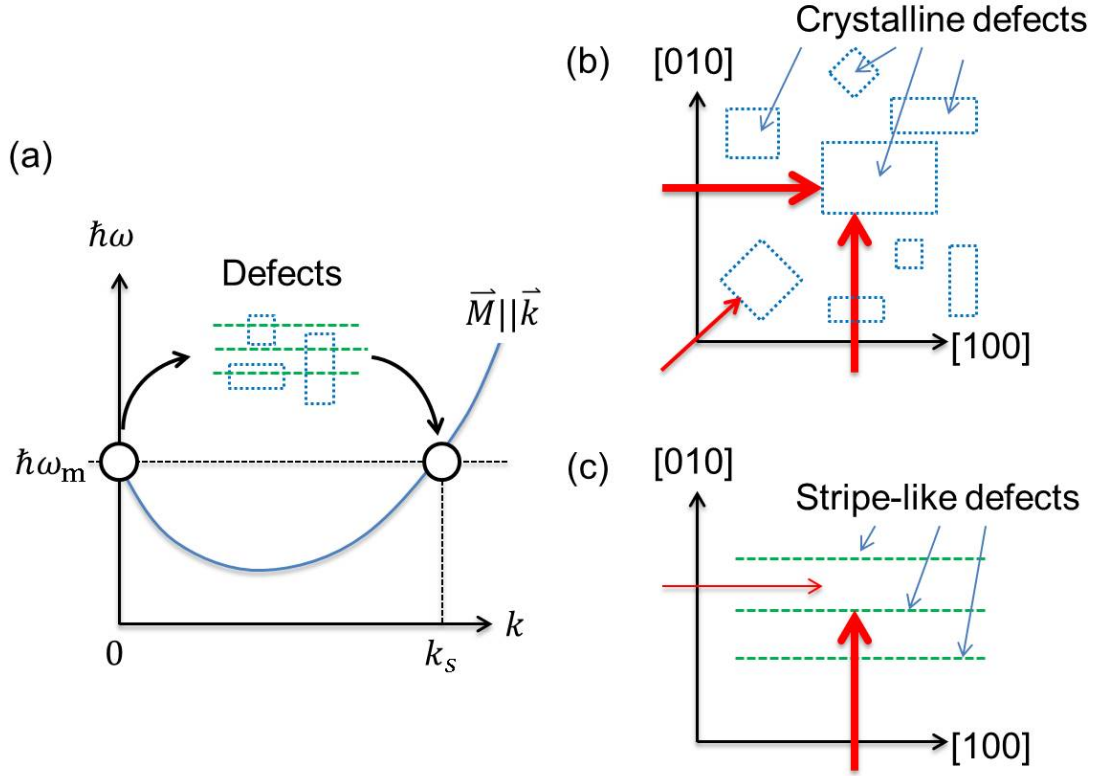 (a)
ℏω
Defects
M⃗||k⃗
ℏωₘ
0
kₛ
k
(b)
Crystalline defects
[010]
[100]
(c)
[010]
Stripe-like defects
[100]